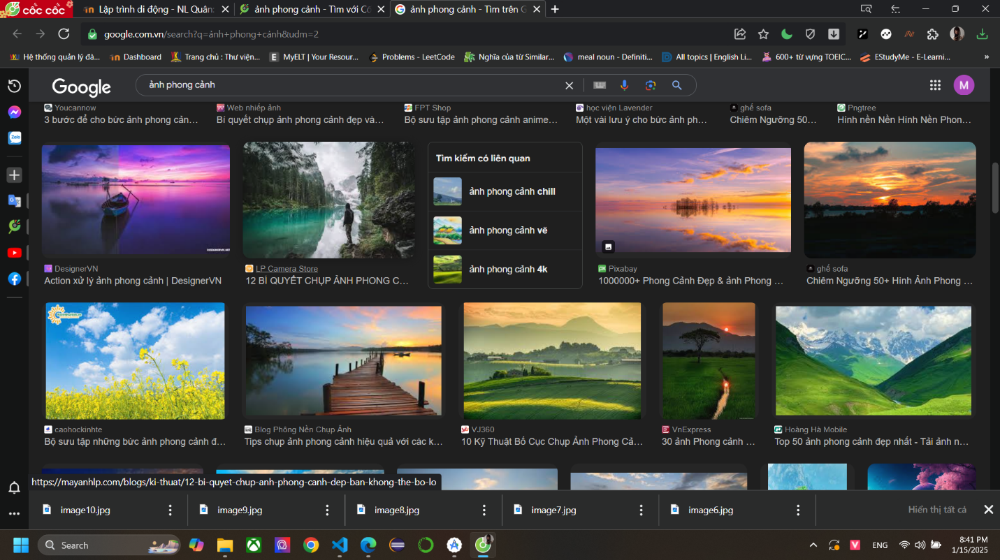 cốc cốc
Lập trình di động - NL Quản
ảnh phong cảnh - Tìm với Cố
ảnh phong cảnh - Tìm trên G
google.com.vn/search?q=ảnh+phong+cảnh&udm=2
Hệ thống quản lý đà...
Dashboard
Trang chủ : Thư viện...
MyELT | Your Resour...
Problems - LeetCode
Nghĩa của từ Similar...
meal noun - Definiti...
All topics | English Li...
600+ từ vựng TOEIC...
EStudyMe - E-Learni...
»
Google
ảnh phong cảnh
M
Youcannow
3 bước để cho bức ảnh phong cản...
Web nhiếp ảnh
Bí quyết chụp ảnh phong cảnh đẹp và...
FPT Shop
Bộ sưu tập ảnh phong cảnh anime...
học viện Lavender
Một vài lưu ý cho bức ảnh ph...
ghế sofa
Chiêm Ngưỡng 50...
Pngtree
Hình nền Nền Hình Nền Phon...
DESIGNERVN.NET
DesignerVN
Action xử lý ảnh phong cảnh | DesignerVN
LP Camera Store
12 BÍ QUYẾT CHỤP ẢNH PHONG C...
Tìm kiếm có liên quan
ảnh phong cảnh chill
ảnh phong cảnh vẽ
ảnh phong cảnh 4k
Pixabay
1000000+ Phong Cảnh Đẹp & ảnh Phong ...
ghế sofa
Chiêm Ngưỡng 50+ Hình Ảnh Phong ...
caohockinhte
Bộ sưu tập những bức ảnh phong cảnh đ...
Blog Phông Nền Chụp Ảnh
Tips chụp ảnh phong cảnh hiệu quả với các k...
VJ360
10 Kỹ Thuật Bố Cục Chụp Ảnh Phong Cả...
VnExpress
30 ảnh Phong cảnh ...
Hoàng Hà Mobile
Top 50 ảnh phong cảnh đẹp nhất - Tải ảnh n...
https://mayanhlp.com/blogs/ki-thuat/12-bi-quyet-chup-anh-phong-canh-dep-ban-khong-the-bo-lo
image10.jpg
image9.jpg
image8.jpg
image7.jpg
image6.jpg
Hiển thị tất cả
Zalo
Search
ENG
8:41 PM
1/15/2025